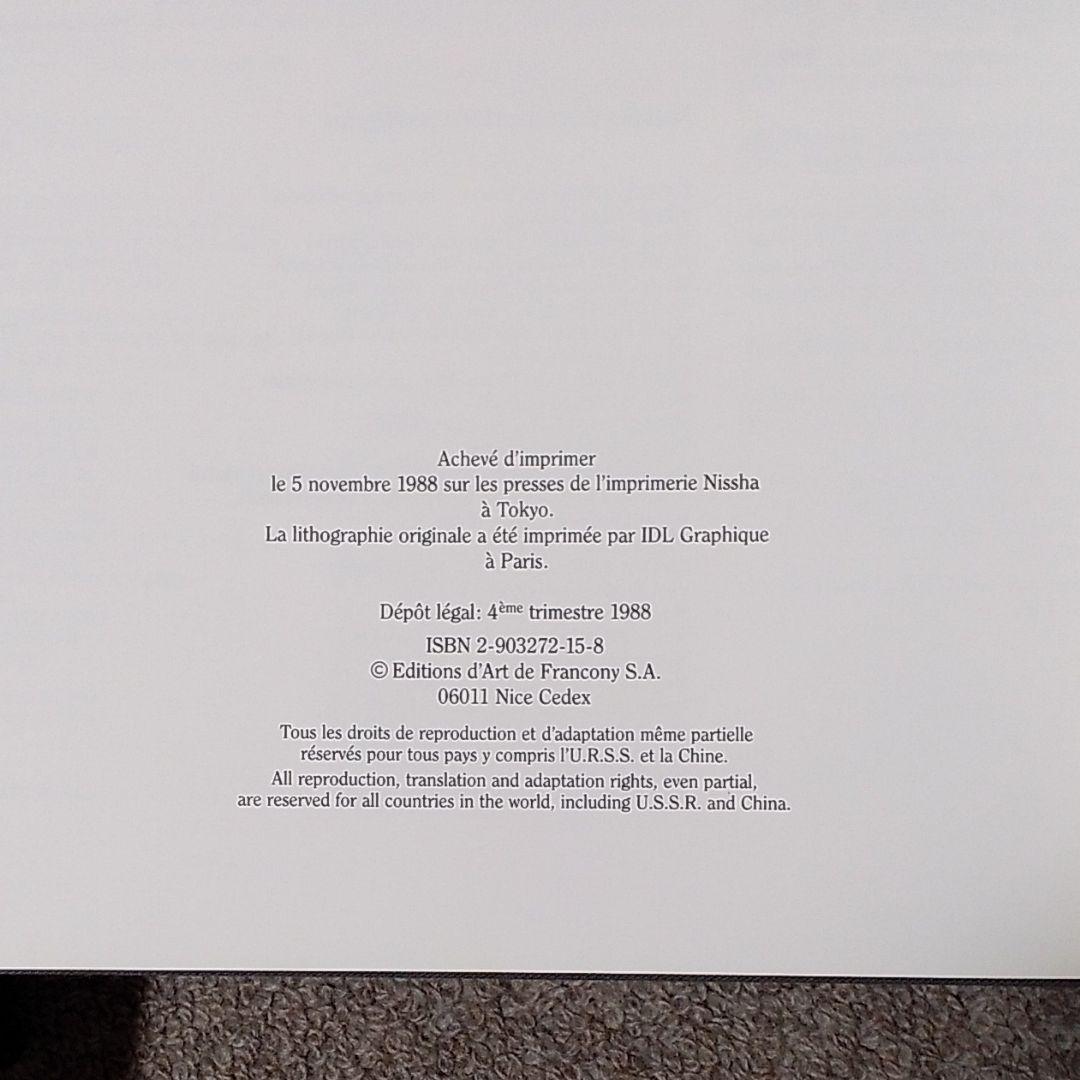 Achevé d'imprimer
le 5 novembre 1988 sur les presses de l'imprimerie Nissha
à Tokyo.
La lithographie originale a été imprimée par IDL Graphique
à Paris.
Dépôt légal: 4ème trimestre 1988
ISBN 2-903272-15-8
© Editions d'Art de Francony S.A.
06011 Nice Cedex
Tous les droits de reproduction et d'adaptation même partielle
réservés pour tous pays y compris l'U.R.S.S. et la Chine.
All reproduction, translation and adaptation rights, even partial,
are reserved for all countries in the world, including U.S.S.R. and China.